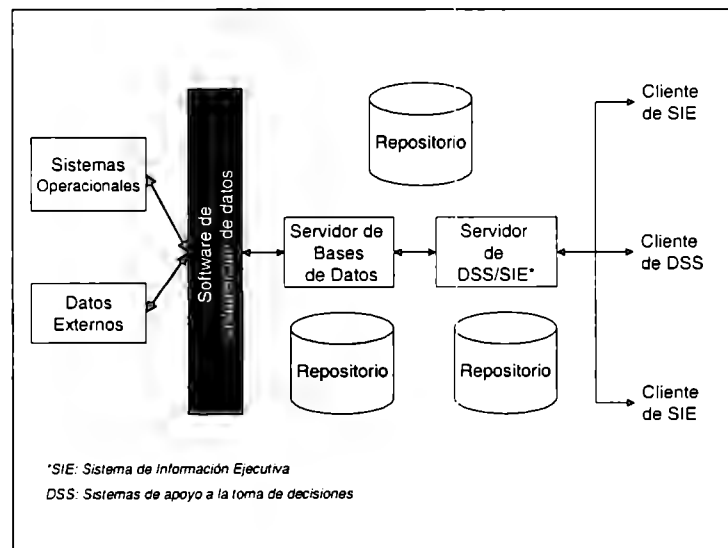 Sistemas
Operacionales
Datos
Externos
Software de
de datos
Repositorio
Servidor de
Bases
de Datos
Servidor
de
DSS/SIE*
Repositorio
Repositorio
Cliente
de SIE
Cliente
de DSS
Cliente
de SIE
*SIE: Sistema de Información Ejecutiva
DSS: Sistemas de apoyo a la toma de decisiones